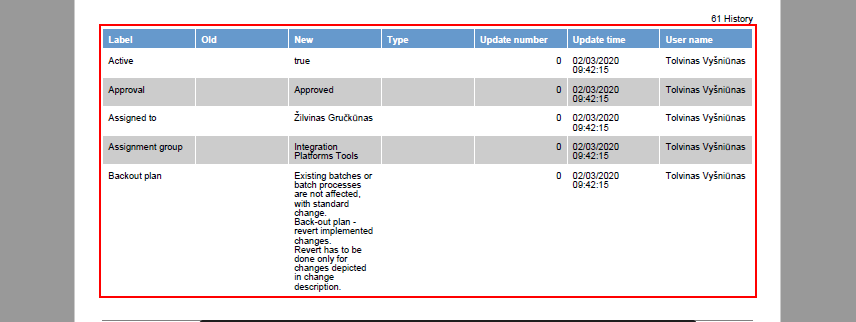 61 History
Label Old New Type Update number Update time User name
Active true 0 02/03/2020 Tolvinas Vyšniūnas
09:42:15
Approval Approved 0 02/03/2020 Tolvinas Vyšniūnas
09:42:15
Assigned to Žilvinas Gručkūnas 0 02/03/2020 Tolvinas Vyšniūnas
09:42:15
Assignment group Integration 0 02/03/2020 Tolvinas Vyšniūnas
Platforms Tools 09:42:15
Backout plan Existing batches or 0 02/03/2020 Tolvinas Vyšniūnas
batch processes 09:42:15
are not affected,
with standard
change.
Back-out plan -
revert implemented
changes.
Revert has to be
done only for
changes depicted
in change
description.